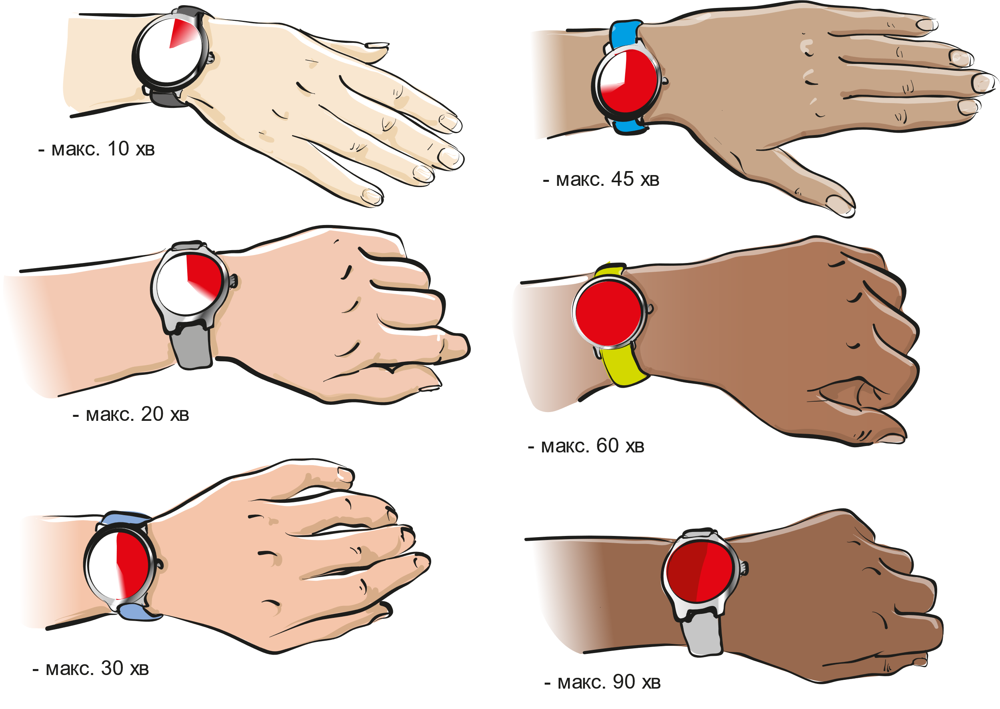 - макс. 10 хв
- макс. 20 хв
- макс. 30 хв
- макс. 45 хв
- макс. 60 хв
- макс. 90 хв